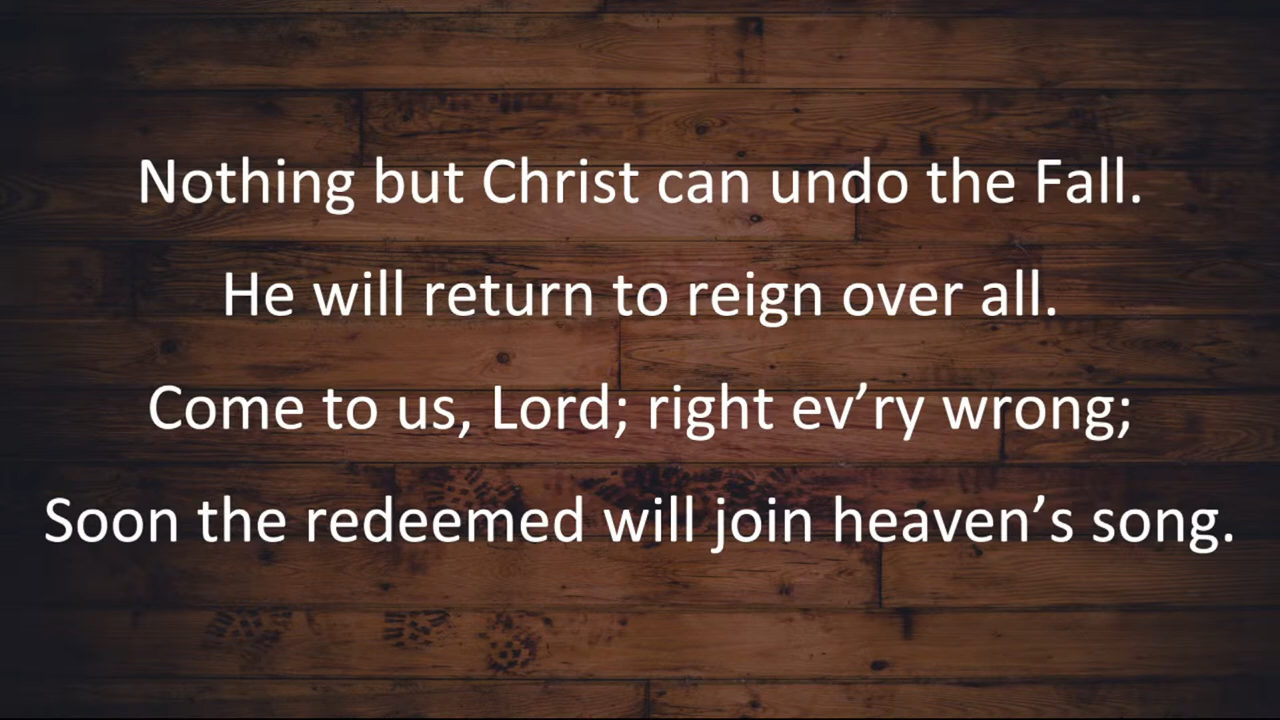 Nothing but Christ can undo the Fall.
He will return to reign over all.
Come to us, Lord; right ev’ry wrong;
Soon the redeemed will join heaven’s song.